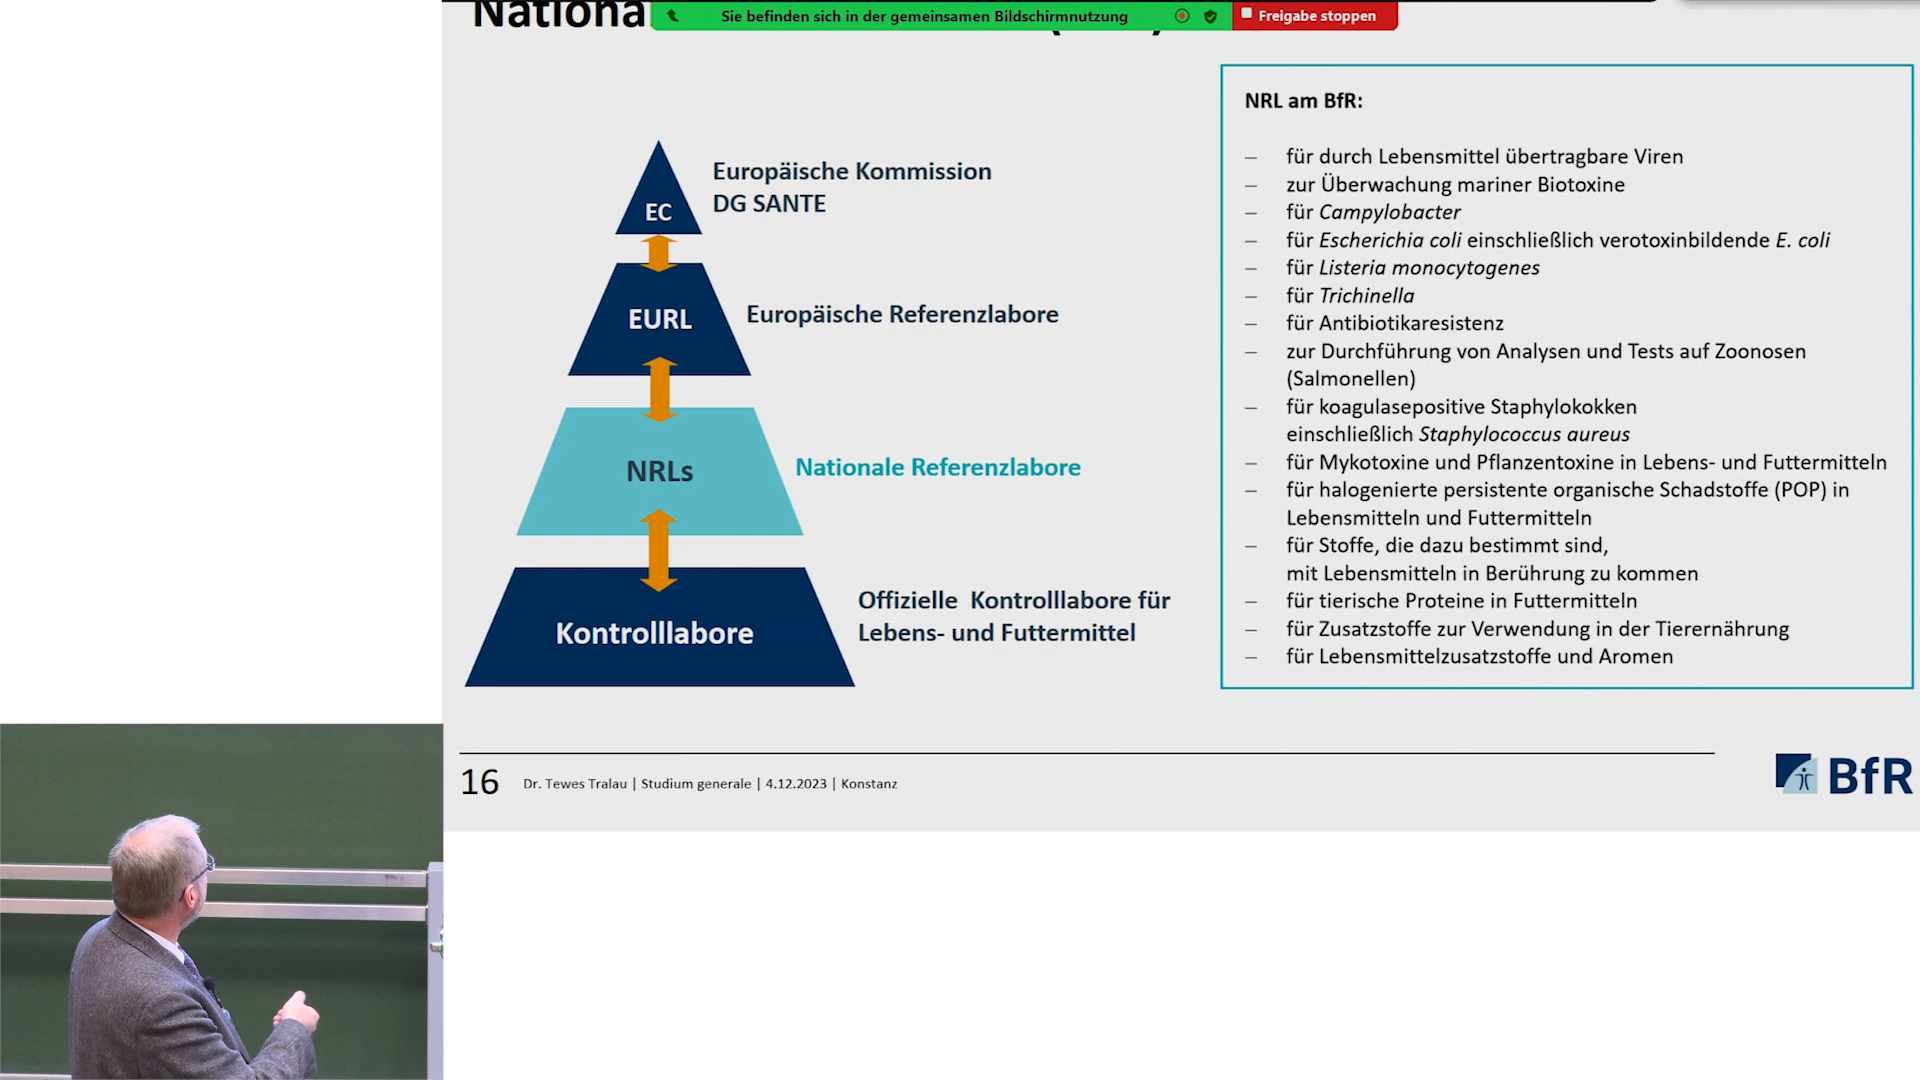 Nationa
Sie befinden sich in der gemeinsamen Bildschirmnutzung
Freigabe stoppen
EC
Europäische Kommission
DG SANTE
EURL
Europäische Referenzlabore
NRLs
Nationale Referenzlabore
Kontrolllabore
Offizielle Kontrolllabore für
Lebens- und Futtermittel
NRL am BfR:
– für durch Lebensmittel übertragbare Viren
– zur Überwachung mariner Biotoxine
– für Campylobacter
– für Escherichia coli einschließlich verotoxinbildende E. coli
– für Listeria monocytogenes
– für Trichinella
– für Antibiotikaresistenz
– zur Durchführung von Analysen und Tests auf Zoonosen
(Salmonellen)
– für koagulasepositive Staphylokokken
einschließlich Staphylococcus aureus
– für Mykotoxine und Pflanzentoxine in Lebens- und Futtermitteln
– für halogenierte persistente organische Schadstoffe (POP) in
Lebensmitteln und Futtermitteln
– für Stoffe, die dazu bestimmt sind,
mit Lebensmitteln in Berührung zu kommen
– für tierische Proteine in Futtermitteln
– für Zusatzstoffe zur Verwendung in der Tierernährung
– für Lebensmittelzusatzstoffe und Aromen
16
Dr. Tewes Tralau | Studium generale | 4.12.2023 | Konstanz
BfR